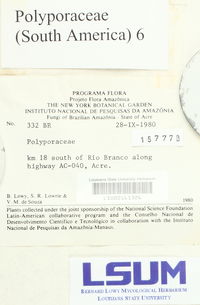 Polyporaceae
(South America) 6
PROGRAMA FLORA
Projeto Flora Amazônica
THE NEW YORK BOTANICAL GARDEN
INSTITUTO NACIONAL DE PESQUISAS DA AMAZÔNIA
Fungi of Brazilian Amazonia - State of Acre
No. 332 BR 28-IX-1980
157773
Polyporaceae
km 18 south of Rio Branco along
highway AC-040, Acre.
B. Lowy, S. R. Lowrie &
V. M. de Souza 1980
Plants collected under the joint sponsorship of the National Science Foundation
Latin-American collaborative program and the Conselho Nacional de
Desenvolvimento Científico e Tecnológico in collaboration with the Instituto
Nacional de Pesquisas da Amazônia-Manaus.
LSUM
BERNARD LOWY MYCOLOGICAL HERBARIUM
LOUISIANA STATE UNIVERSITY